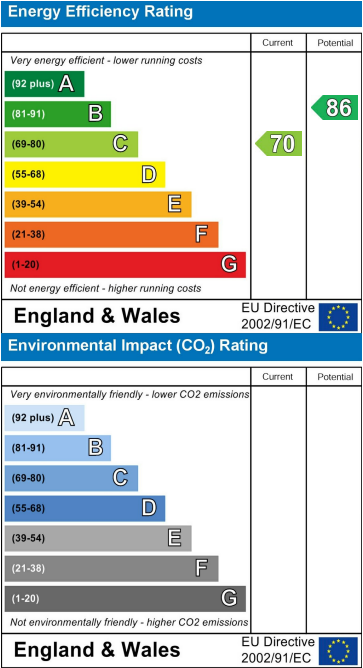 Energy Efficiency Rating
Current Potential
Very energy efficient - lower running costs
(92 plus) A
(81-91) B
86
(69-80) C
70
(55-68) D
(39-54) E
(21-38) F
(1-20) G
Not energy efficient - higher running costs
England & Wales
EU Directive
2002/91/EC
Environmental Impact (CO₂) Rating
Current Potential
Very environmentally friendly - lower CO2 emissions
(92 plus) A
(81-91) B
(69-80) C
(55-68) D
(39-54) E
(21-38) F
(1-20) G
Not environmentally friendly - higher CO2 emissions
England & Wales
EU Directive
2002/91/EC